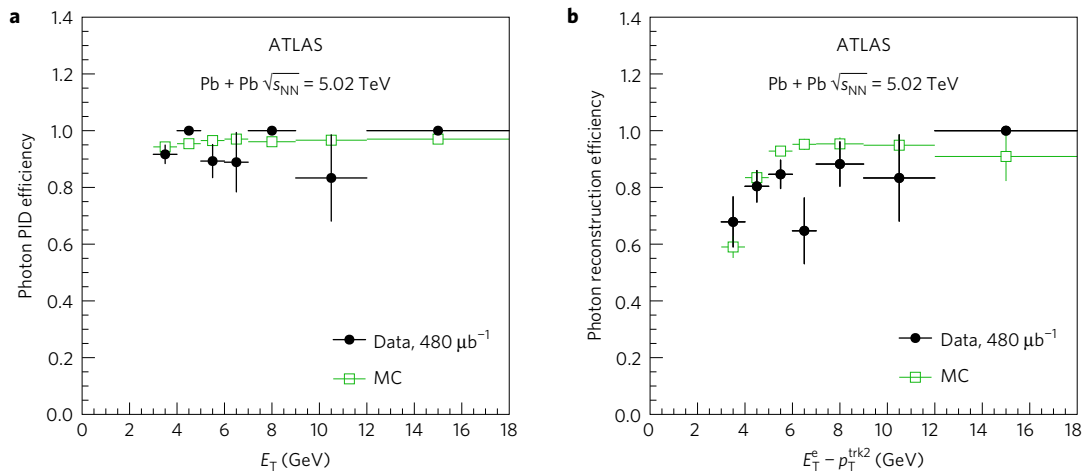 a
ATLAS
Pb + Pb √sNN = 5.02 TeV
Photon PID efficiency
1.4
1.2
1.0
0.8
0.6
0.4
0.2
0.0
Data, 480 μb−1
MC
0 2 4 6 8 10 12 14 16 18
ET (GeV)
b
ATLAS
Pb + Pb √sNN = 5.02 TeV
Photon reconstruction efficiency
1.4
1.2
1.0
0.8
0.6
0.4
0.2
0.0
Data, 480 μb−1
MC
0 2 4 6 8 10 12 14 16 18
ETe − pTtrk2 (GeV)